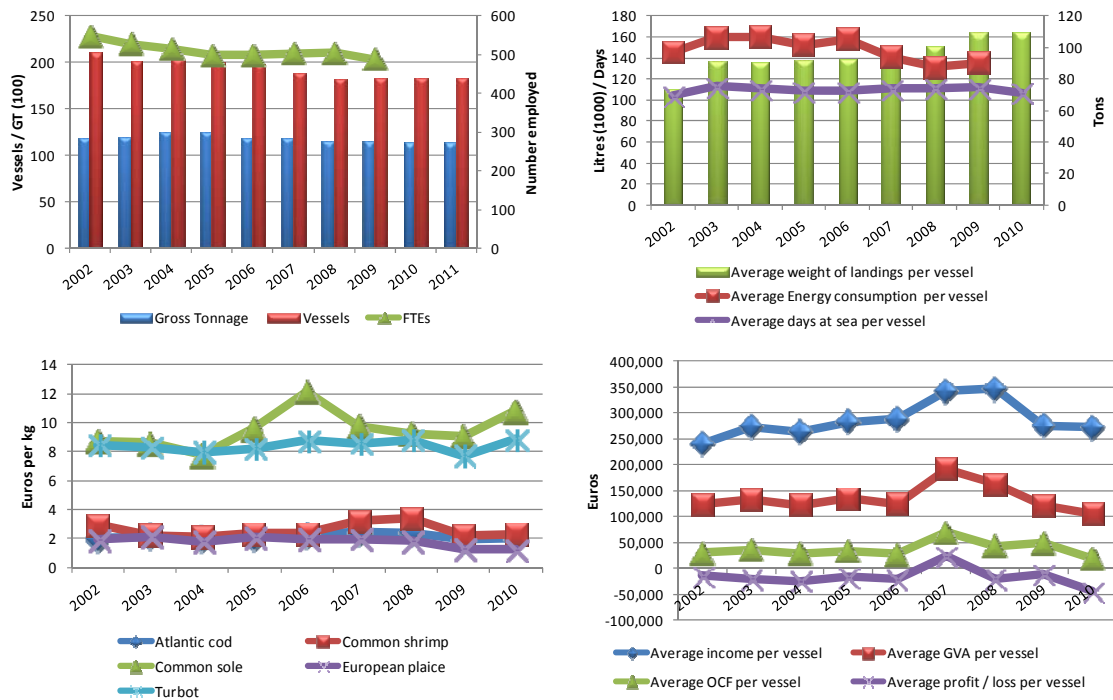 250
200
150
100
50
0
Vessels / GT (100)
600
500
400
300
200
100
0
Number employed
2002 2003 2004 2005 2006 2007 2008 2009 2010 2011
Gross Tonnage Vessels FTEs
180
160
140
120
100
80
60
40
20
0
Litres (1000) / Days
120
100
80
60
40
20
0
Tons
2002 2003 2004 2005 2006 2007 2008 2009 2010
Average weight of landings per vessel
Average Energy consumption per vessel
Average days at sea per vessel
14
12
10
8
6
4
2
0
Euros per kg
2002 2003 2004 2005 2006 2007 2008 2009 2010
Atlantic cod Common shrimp
Common sole European plaice
Turbot
400,000
350,000
300,000
250,000
200,000
150,000
100,000
50,000
0
-50,000
-100,000
Euros
2002 2003 2004 2005 2006 2007 2008 2009 2010
Average income per vessel Average GVA per vessel
Average OCF per vessel Average profit / loss per vessel